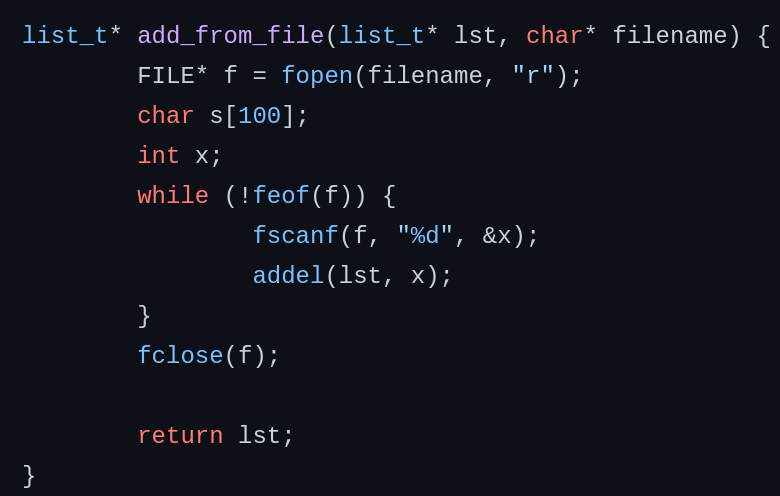 list_t* add_from_file(list_t* lst, char* filename) {
        FILE* f = fopen(filename, "r");
        char s[100];
        int x;
        while (!feof(f)) {
                fscanf(f, "%d", &x);
                addel(lst, x);
        }
        fclose(f);

        return lst;
}